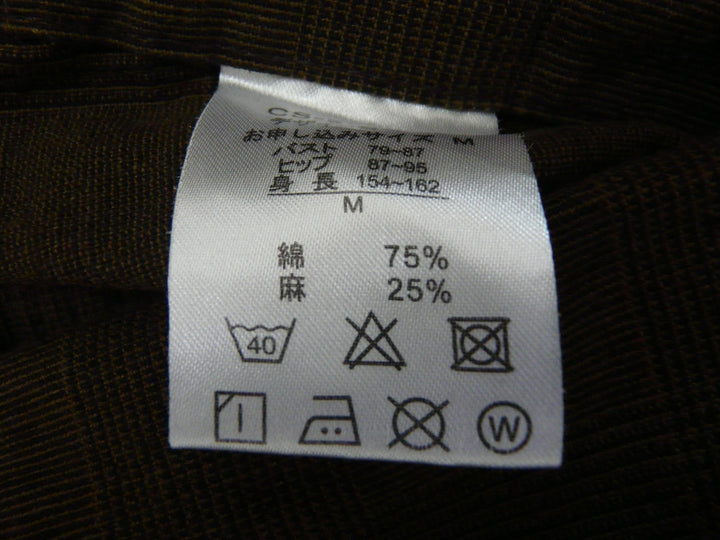 お申し込みサイズ M
バスト 79~87
ヒップ 87~95
身長 154~162
M
綿 75%
麻 25%
40
W